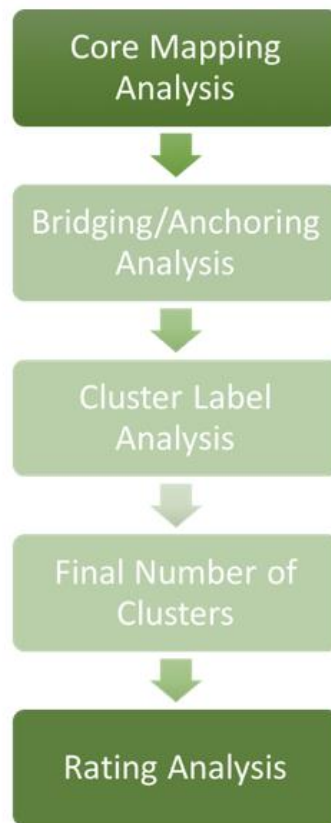 Core Mapping
Analysis
Bridging/Anchoring
Analysis
Cluster Label
Analysis
Final Number of
Clusters
Rating Analysis